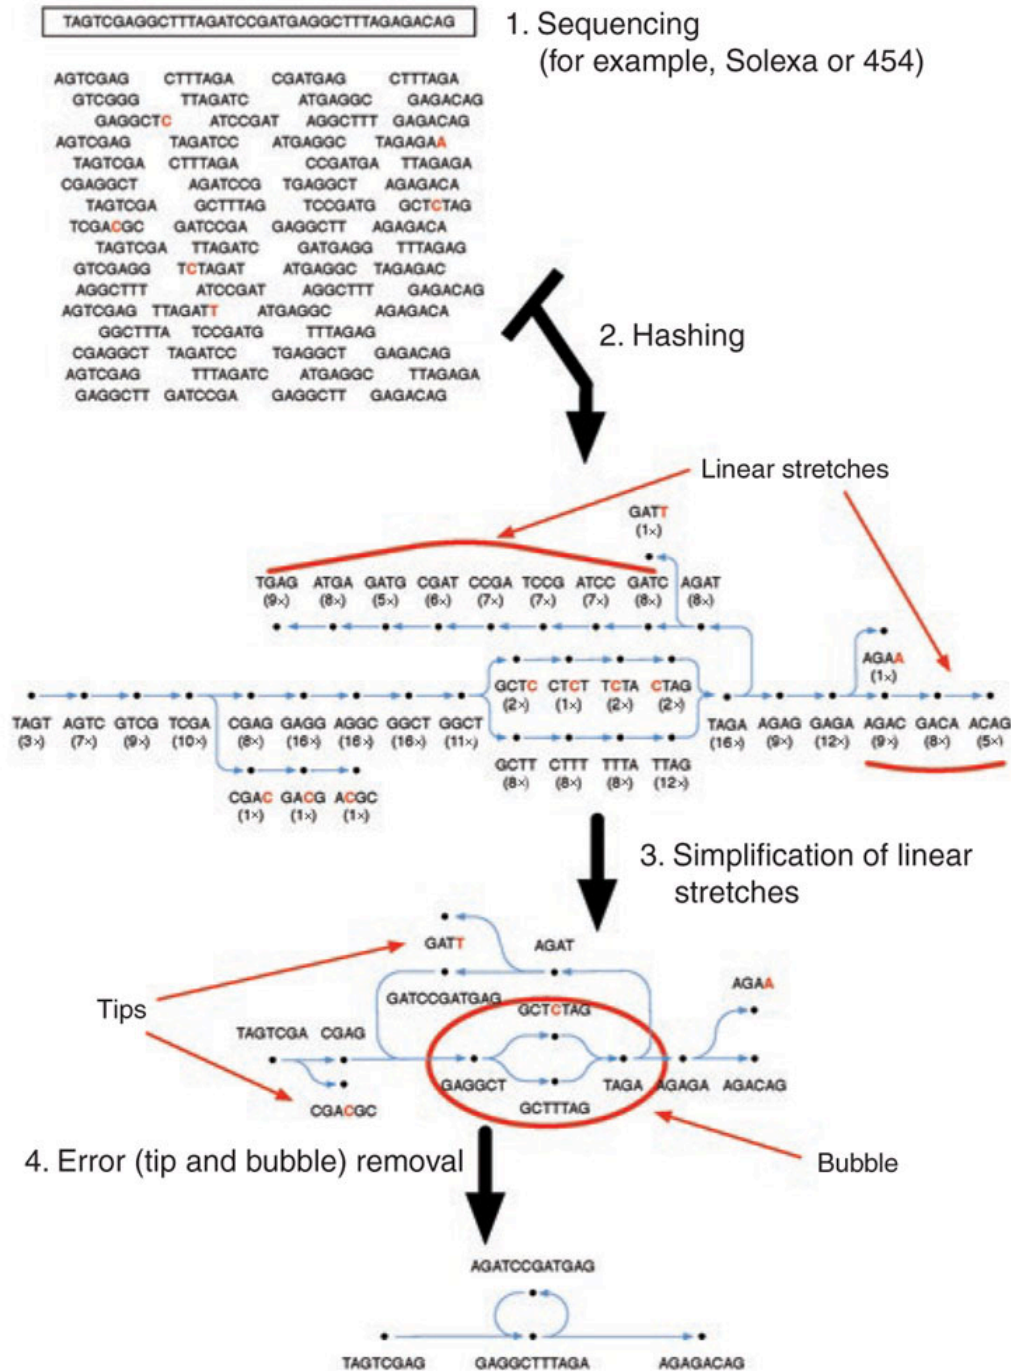 TAGTCGAGGCTTTAGATCCGATGAGGCTTTAGAGACAG
1. Sequencing
(for example, Solexa or 454)
AGTCGAG CTTTAGA CGATGAG CTTTAGA
GTCGGG TTAGATC ATGAGGC GAGACAG
GAGGCTC ATCCGAT AGGCTTT GAGACAG
AGTCGAG TAGATCC ATGAGGC TAGAGAA
TAGTCGA CTTTAGA CCGATGA TTAGAGA
CGAGGCT AGATCCG TGAGGCT AGAGACA
TAGTCGA GCTTTAG TCCGATG GCTCTAG
TCGACGC GATCCGA GAGGCTT AGAGACA
TAGTCGA TTAGATC GATGAGG TTTAGAG
GTCGAGG TCTAGAT ATGAGGC TAGAGAC
AGGCTTT ATCCGAT AGGCTTT GAGACAG
AGTCGAG TTAGATT ATGAGGC AGAGACA
GGCTTTA TCCGATG TTTAGAG
CGAGGCT TAGATCC TGAGGCT GAGACAG
AGTCGAG TTTAGATC ATGAGGC TTAGAGA
GAGGCTT GATCCGA GAGGCTT GAGACAG
2. Hashing
Linear stretches
GATT
(1×)
TGAG ATGA GATG CGAT CCGA TCCG ATCC GATC AGAT
(9×) (8×) (5×) (6×) (7×) (7×) (7×) (8×) (8×)
AGAA
(1×)
GCTC CTCT TCTA CTAG
(2×) (1×) (2×) (2×)
TAGT AGTC GTCG TCGA CGAG GAGG AGGC GGCT GGCT TAGA AGAG GAGA AGAC GACA ACAG
(3×) (7×) (9×) (10×) (8×) (16×) (16×) (16×) (11×) (16×) (9×) (12×) (9×) (8×) (5×)
GCTT CTTT TTTA TTAG
(8×) (8×) (8×) (12×)
CGAC GACG ACGC
(1×) (1×) (1×)
3. Simplification of linear
stretches
GATT AGAT
AGAA
Tips
GATCCGATGAG
GCTCTAG
TAGTCGA CGAG
GAGGCT TAGA AGAGA AGACAG
CGACGC
GCTTTAG
4. Error (tip and bubble) removal
Bubble
AGATCCGATGAG
TAGTCGAG GAGGCTTTAGA AGAGACAG